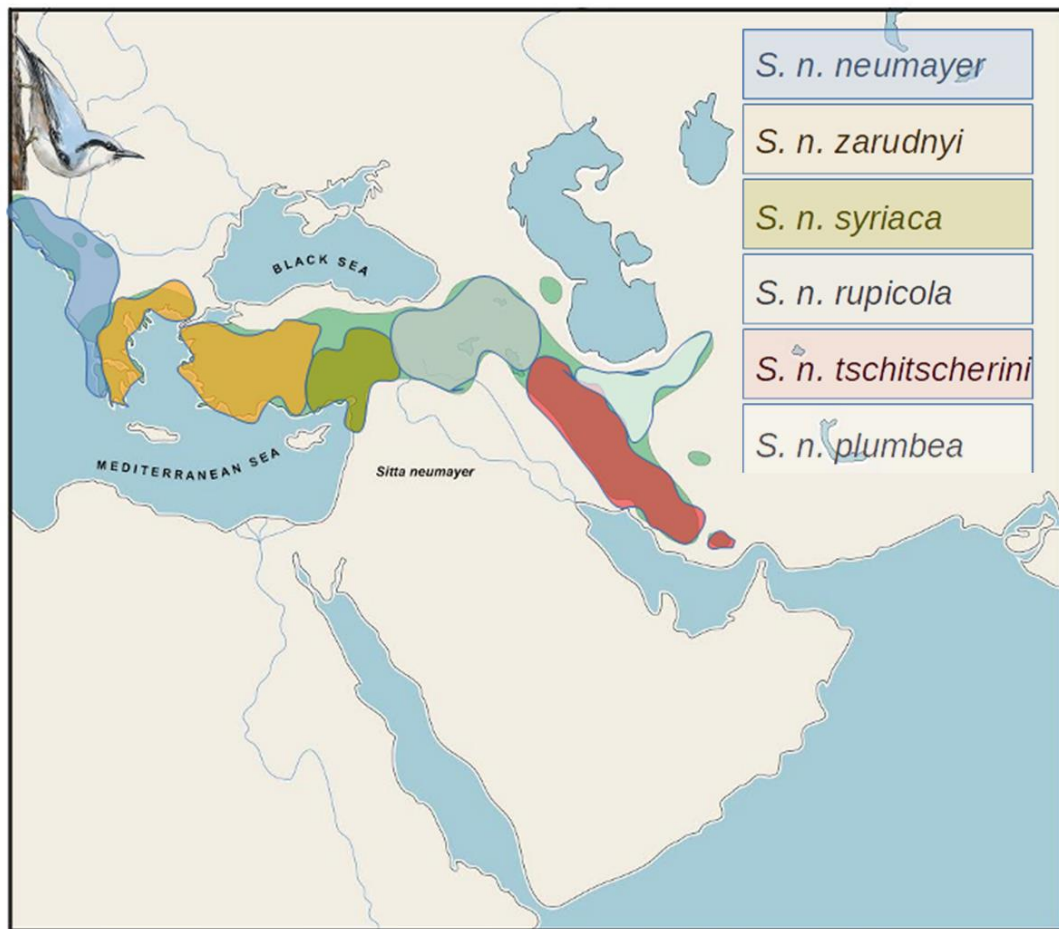 S. n. neumayer
S. n. zarudnyi
S. n. syriaca
S. n. rupicola
S. n. tschitscherini
S. n. plumbea
BLACK SEA
MEDITERRANEAN SEA
Sitta neumayer